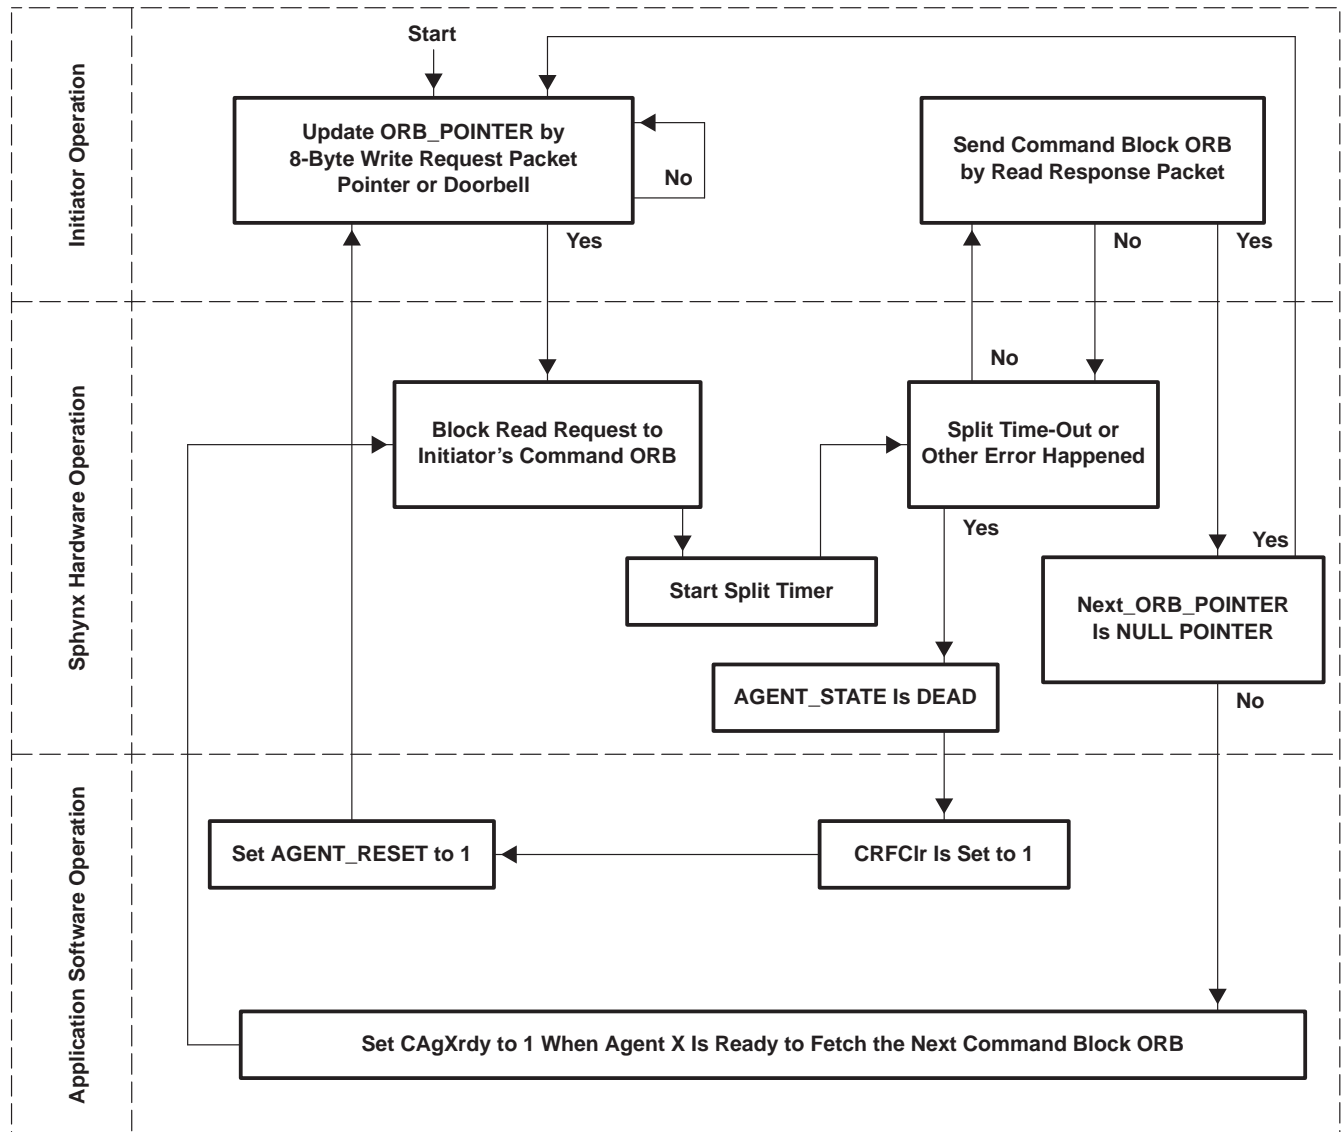 Initiator Operation
Start
Update ORB_POINTER by
8-Byte Write Request Packet
Pointer or Doorbell
No
Yes
Send Command Block ORB
by Read Response Packet
No
Yes
Sphynx Hardware Operation
Block Read Request to
Initiator's Command ORB
No
Split Time-Out or
Other Error Happened
Yes
Start Split Timer
Yes
Next_ORB_POINTER
Is NULL POINTER
No
AGENT_STATE Is DEAD
Application Software Operation
Set AGENT_RESET to 1
CRFClr Is Set to 1
Set CAgXrdy to 1 When Agent X Is Ready to Fetch the Next Command Block ORB